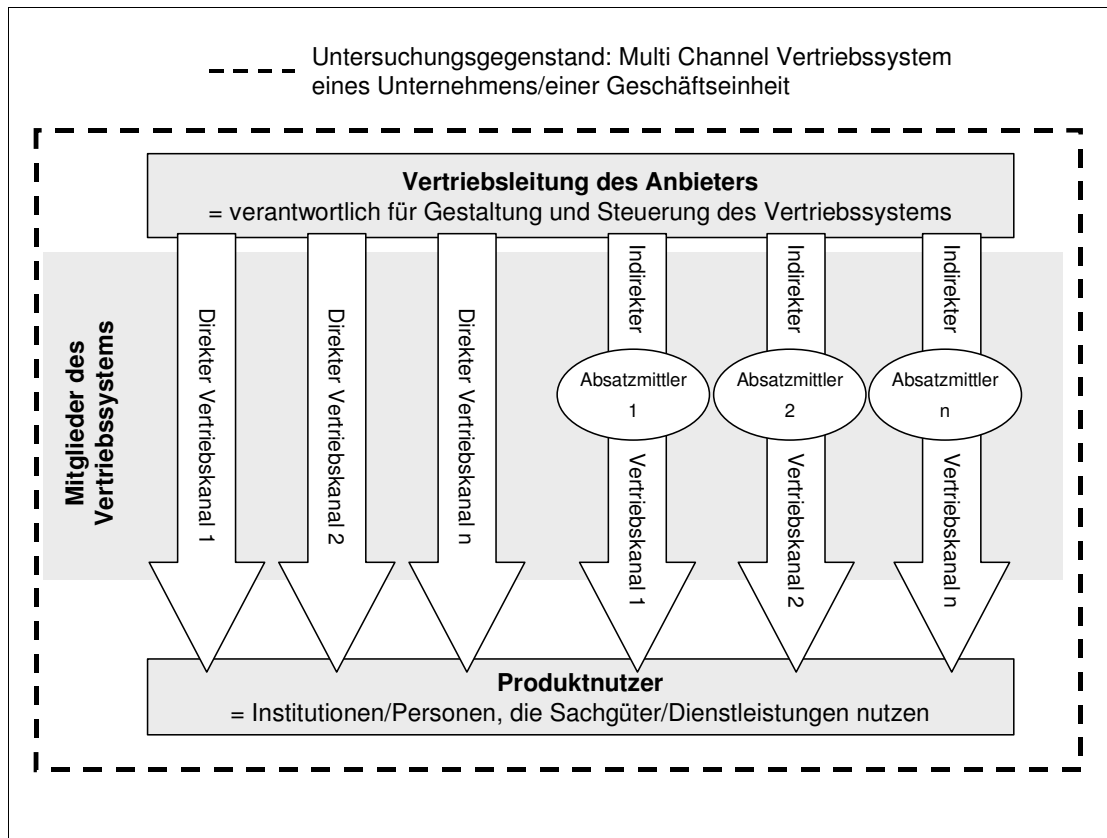 Untersuchungsgegenstand: Multi Channel Vertriebssystem
eines Unternehmens/einer Geschäftseinheit
Vertriebsleitung des Anbieters
= verantwortlich für Gestaltung und Steuerung des Vertriebssystems
Mitglieder des
Vertriebssystems
Direkter Vertriebskanal 1
Direkter Vertriebskanal 2
Direkter Vertriebskanal n
Indirekter
Absatzmittler
1
Vertriebskanal 1
Indirekter
Absatzmittler
2
Vertriebskanal 2
Indirekter
Absatzmittler
n
Vertriebskanal n
Produktnutzer
= Institutionen/Personen, die Sachgüter/Dienstleistungen nutzen